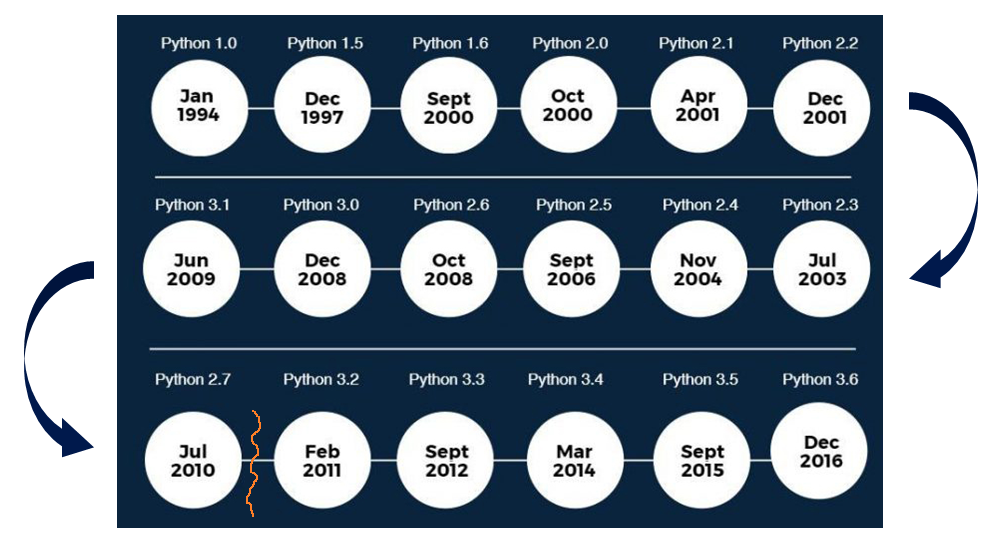 Python 1.0 Python 1.5 Python 1.6 Python 2.0 Python 2.1 Python 2.2
Jan Dec Sept Oct Apr Dec
1994 1997 2000 2000 2001 2001
Python 3.1 Python 3.0 Python 2.6 Python 2.5 Python 2.4 Python 2.3
Jun Dec Oct Sept Nov Jul
2009 2008 2008 2006 2004 2003
Python 2.7 Python 3.2 Python 3.3 Python 3.4 Python 3.5 Python 3.6
Jul Feb Sept Mar Sept Dec
2010 2011 2012 2014 2015 2016